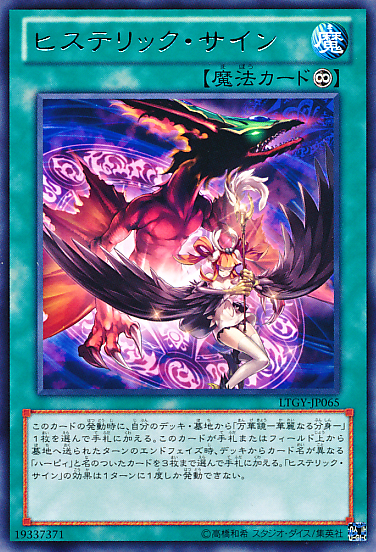 ヒステリック・サイン
魔
【魔法カード】
LTGY-JP065
このカードの発動時に、自分のデッキ・墓地から「万華鏡－華麗なる分身－」
1枚を選んで手札に加える。このカードが手札またはフィールド上から
墓地へ送られたターンのエンドフェイズ時、デッキからカード名が異なる
「ハーピィ」と名のついたカードを3枚まで選んで手札に加える。「ヒステリック・
サイン」の効果は1ターンに1度しか発動できない。
19337371
©高橋和希 スタジオ・ダイス/集英社